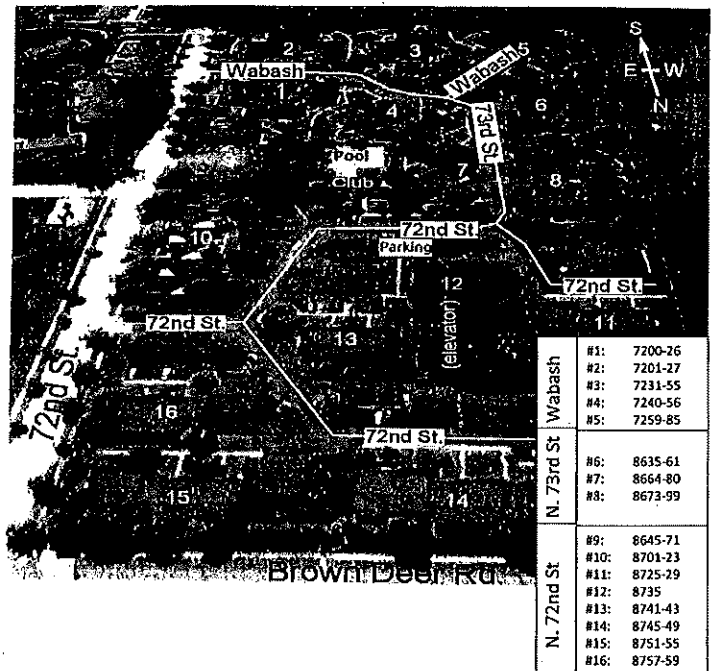 S
E W
N
2
3
5
Wabash
Wabash
1
4
6
73rd St.
Pool
Club
7
8
9
10
72nd St.
Parking
12
(elevator)
72nd St.
11
72nd St.
13
72nd St.
16
72nd St.
15
14
Brown Deer Rd.
Wabash
#1: 7200-26
#2: 7201-27
#3: 7231-55
#4: 7240-56
#5: 7259-85
N. 73rd St
#6: 8635-61
#7: 8664-80
#8: 8673-99
N. 72nd St
#9: 8645-71
#10: 8701-23
#11: 8725-29
#12: 8735
#13: 8741-43
#14: 8745-49
#15: 8751-55
#16: 8757-59